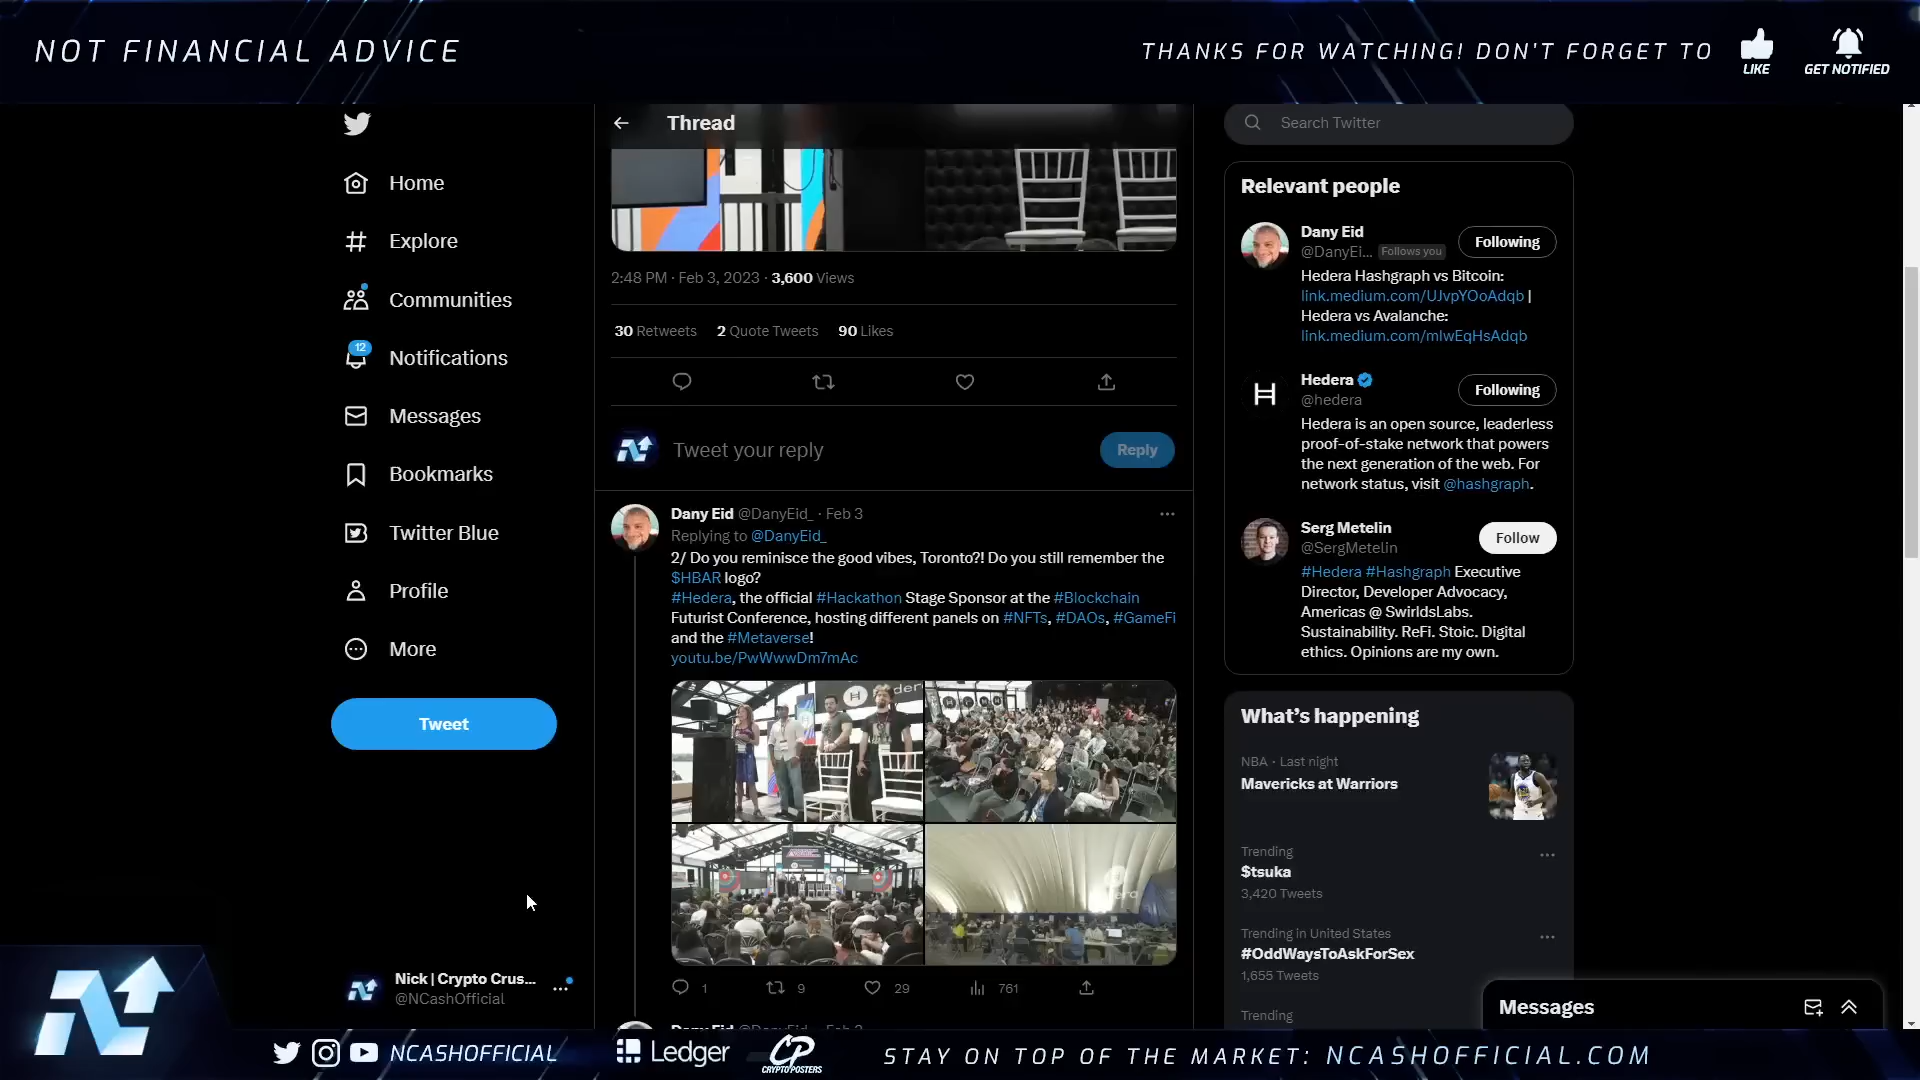 NOT FINANCIAL ADVICE
THANKS FOR WATCHING! DON'T FORGET TO
LIKE
GET NOTIFIED
Home
Explore
Communities
12
Notifications
Messages
Bookmarks
Twitter Blue
Profile
More
Tweet
Nick | Crypto Crus...
@NCashOfficial
Thread
2:48 PM · Feb 3, 2023 · 3,600 Views
30 Retweets 2 Quote Tweets 90 Likes
Tweet your reply
Reply
Dany Eid @DanyEid_ · Feb 3
Replying to @DanyEid_
2/ Do you reminisce the good vibes, Toronto?! Do you still remember the
$HBAR logo?
#Hedera, the official #Hackathon Stage Sponsor at the #Blockchain
Futurist Conference, hosting different panels on #NFTs, #DAOs, #GameFi
and the #Metaverse!
youtu.be/PwWwwDm7mAc
1 9 29 761
Search Twitter
Relevant people
Dany Eid
@DanyEi... Follows you
Following
Hedera Hashgraph vs Bitcoin:
link.medium.com/UJvpYOoAdqb |
Hedera vs Avalanche:
link.medium.com/mlwEqHsAdqb
Hedera
@hedera
Following
Hedera is an open source, leaderless
proof-of-stake network that powers
the next generation of the web. For
network status, visit @hashgraph.
Serg Metelin
@SergMetelin
Follow
#Hedera #Hashgraph Executive
Director, Developer Advocacy,
Americas @ SwirldsLabs.
Sustainability. ReFi. Stoic. Digital
ethics. Opinions are my own.
What's happening
NBA · Last night
Mavericks at Warriors
Trending
$tsuka
3,420 Tweets
Trending in United States
#OddWaysToAskForSex
1,655 Tweets
Trending
Messages
NCASHOFFICIAL
Ledger
CP
CRYPTO POSTERS
STAY ON TOP OF THE MARKET: NCASHOFFICIAL.COM